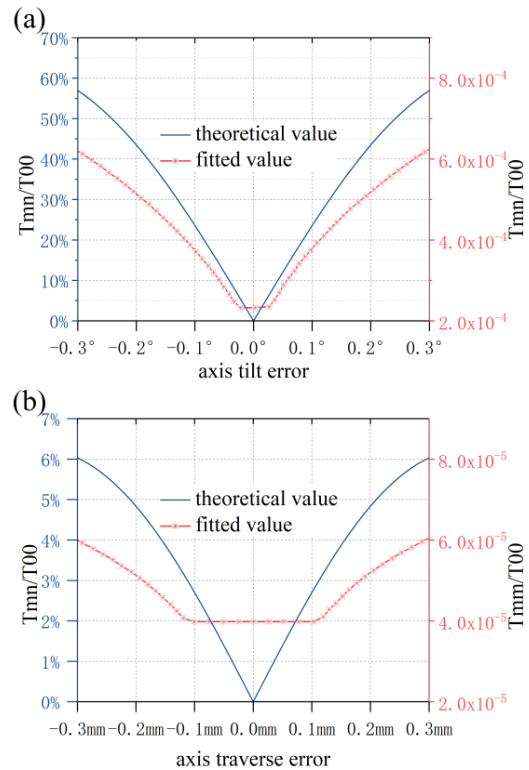 (a)
70%
60%
50%
40%
30%
20%
10%
0%
Tmn/T00
8.0x10-4
6.0x10-4
4.0x10-4
2.0x10-4
Tmn/T00
theoretical value
fitted value
-0.3° -0.2° -0.1° 0.0° 0.1° 0.2° 0.3°
axis tilt error
(b)
7%
6%
5%
4%
3%
2%
1%
0%
Tmn/T00
8.0x10-5
6.0x10-5
4.0x10-5
2.0x10-5
Tmn/T00
theoretical value
fitted value
-0.3mm -0.2mm -0.1mm 0.0mm 0.1mm 0.2mm 0.3mm
axis traverse error